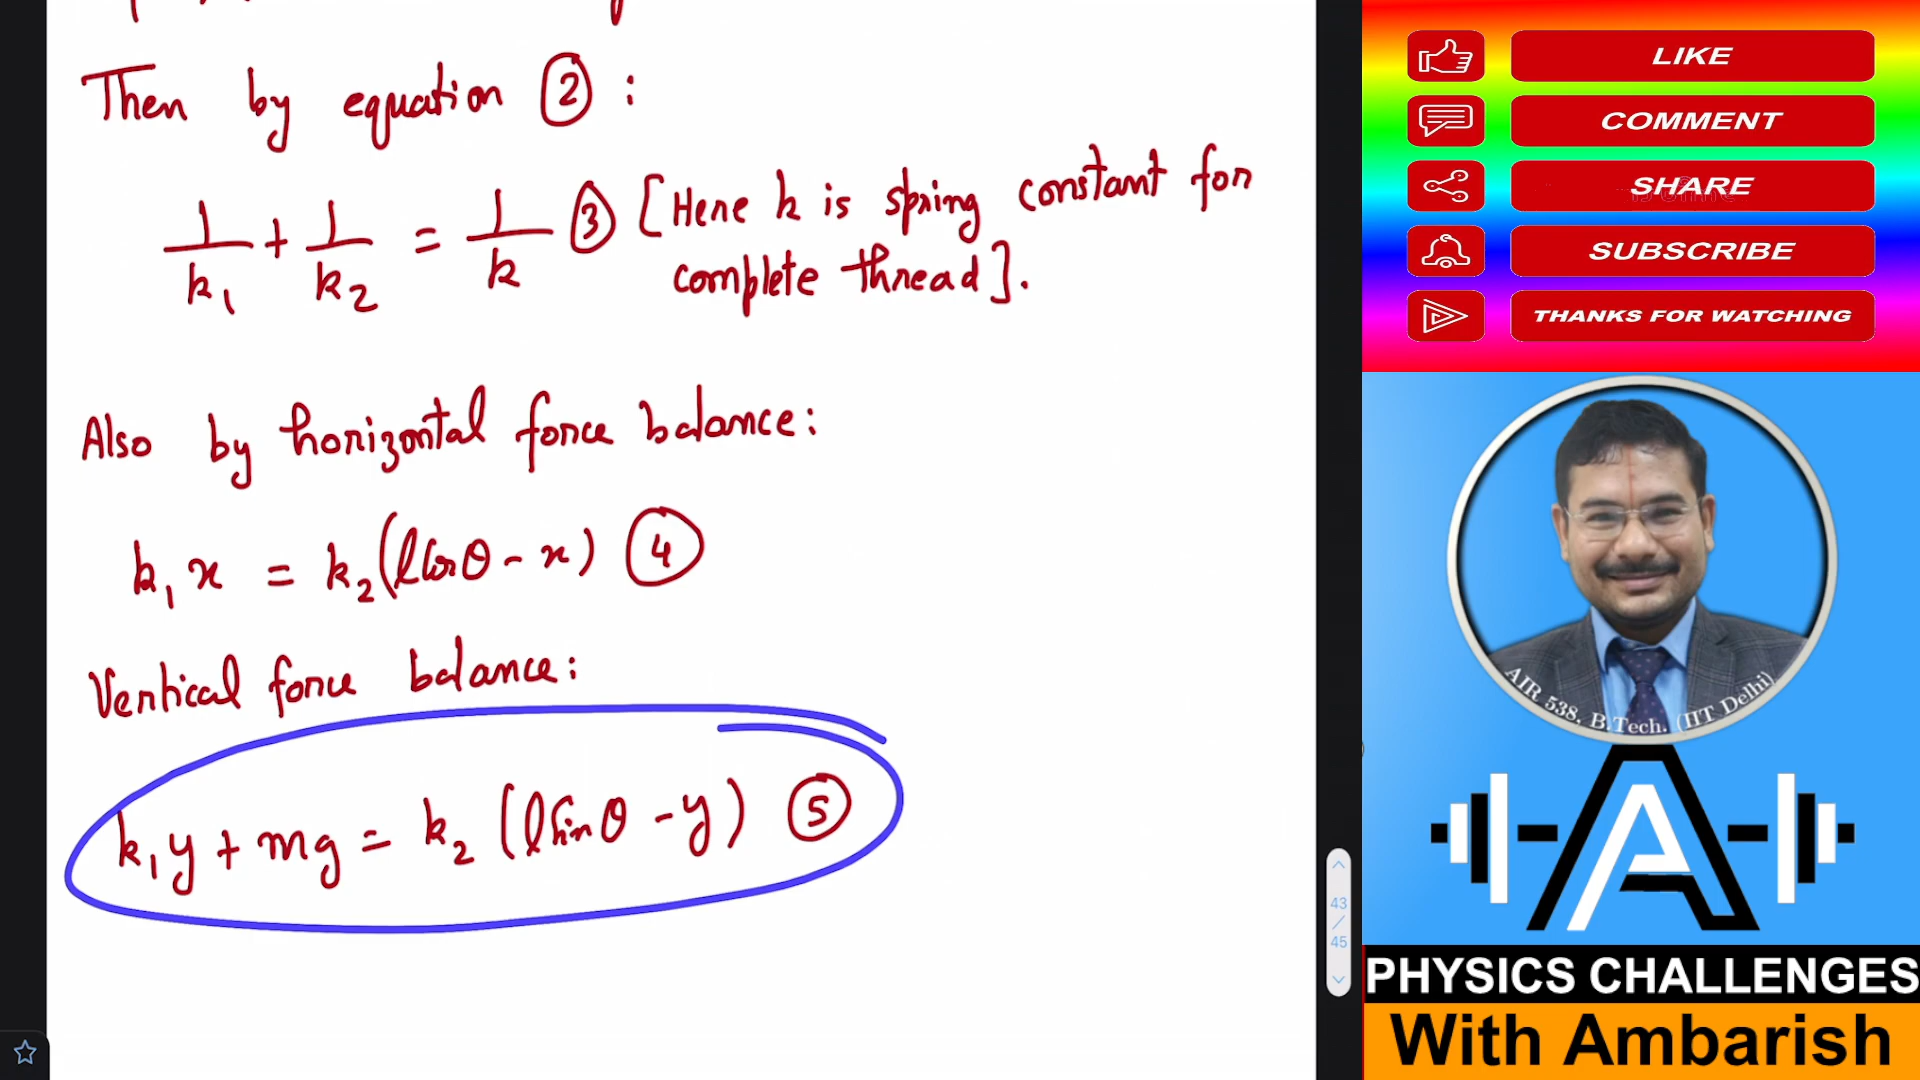 Then by equation ② :
1/k₁ + 1/k₂ = 1/k ③ [Here k is spring constant for
complete thread].
Also by horizontal force balance:
k₁x = k₂(l cosθ - x) ④
Vertical force balance:
k₁y + mg = k₂ (l sinθ - y) ⑤
43
/
45
LIKE
COMMENT
SHARE
SUBSCRIBE
THANKS FOR WATCHING
AIR 538, B.Tech. (IIT Delhi)
A
PHYSICS CHALLENGES
With Ambarish